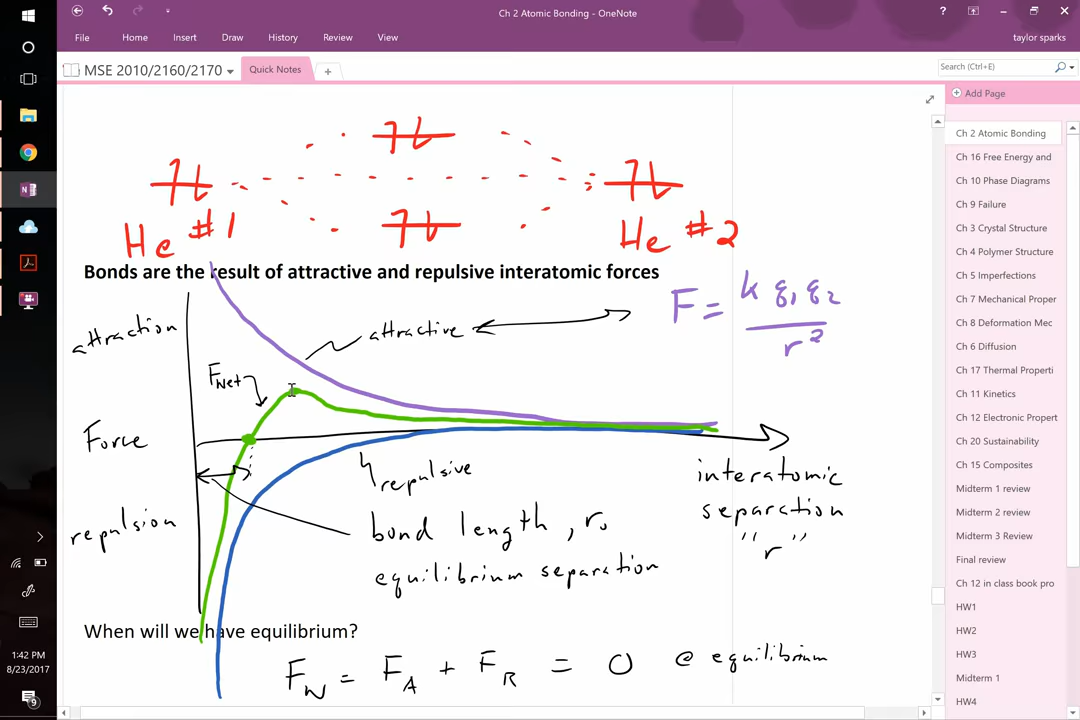 Ch 2 Atomic Bonding - OneNote
?
taylor sparks
File Home Insert Draw History Review View
MSE 2010/2160/2170
Quick Notes
+
Search (Ctrl+E)
Add Page
Ch 2 Atomic Bonding
Ch 16 Free Energy and
Ch 10 Phase Diagrams
Ch 9 Failure
Ch 3 Crystal Structure
Ch 4 Polymer Structure
Ch 5 Imperfections
Ch 7 Mechanical Proper
Ch 8 Deformation Mec
Ch 6 Diffusion
Ch 17 Thermal Properti
Ch 11 Kinetics
Ch 12 Electronic Propert
Ch 20 Sustainability
Ch 15 Composites
Midterm 1 review
Midterm 2 review
Midterm 3 Review
Final review
Ch 12 in class book pro
HW1
HW2
HW3
Midterm 1
HW4
He #1
He #2
Bonds are the result of attractive and repulsive interatomic forces
F = k q1 q2 / r²
attraction
attractive
FNet
Force
repulsive
interatomic
separation
"r"
repulsion
bond length, r₀
equilibrium separation
When will we have equilibrium?
FN = FA + FR = 0 @ equilibrium
1:42 PM
8/23/2017
9